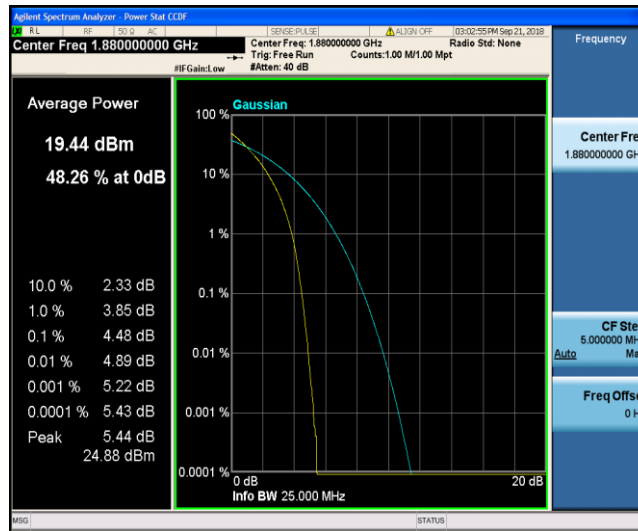 Agilent Spectrum Analyzer - Power Stat CCDF
RL RF 50 Ω AC SENSE:PULSE ALIGN OFF 03:02:55PM Sep 21, 2018
Center Freq 1.880000000 GHz
Center Freq: 1.880000000 GHz Radio Std: None
Trig: Free Run Counts:1.00 M/1.00 Mpt
#IFGain:Low #Atten: 40 dB
Frequency
Average Power
19.44 dBm
48.26 % at 0dB
10.0 % 2.33 dB
1.0 % 3.85 dB
0.1 % 4.48 dB
0.01 % 4.89 dB
0.001 % 5.22 dB
0.0001 % 5.43 dB
Peak 5.44 dB
24.88 dBm
Gaussian
100 %
10 %
1 %
0.1 %
0.01 %
0.001 %
0.0001 %
0 dB 20 dB
Info BW 25.000 MHz
Center Fre
1.880000000 GH
CF Ste
5.000000 MH
Auto Ma
Freq Offs
0 H
MSG STATUS